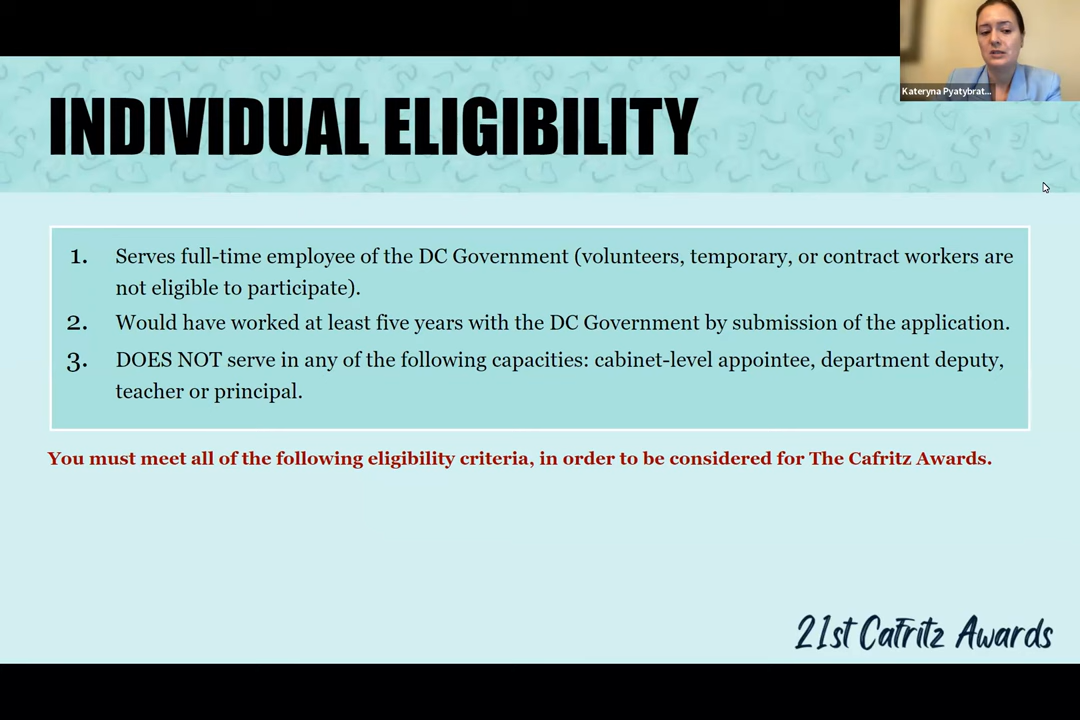 Kateryna Pyatybrat...
INDIVIDUAL ELIGIBILITY
1. Serves full-time employee of the DC Government (volunteers, temporary, or contract workers are
not eligible to participate).
2. Would have worked at least five years with the DC Government by submission of the application.
3. DOES NOT serve in any of the following capacities: cabinet-level appointee, department deputy,
teacher or principal.
You must meet all of the following eligibility criteria, in order to be considered for The Cafritz Awards.
21st Cafritz Awards